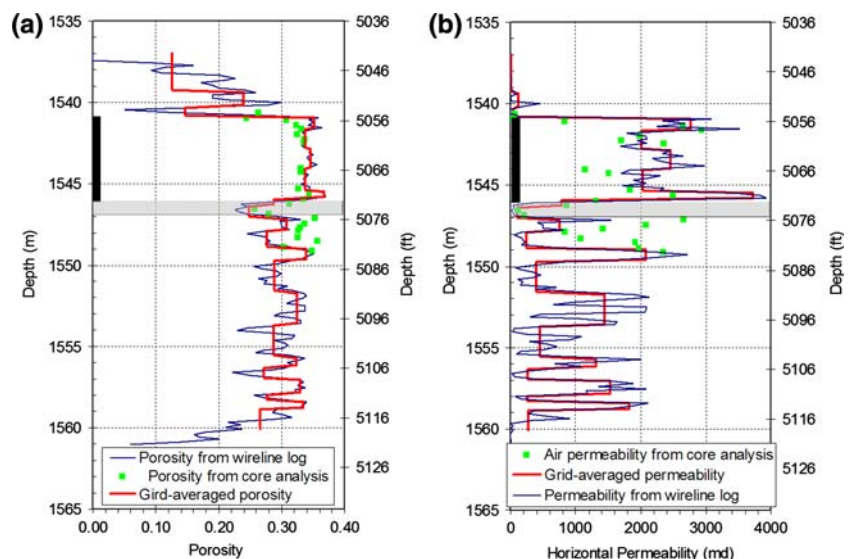 (a)
1535
5036
5046
1540
5056
5066
1545
5076
1550
5086
5096
1555
5106
1560
5116
5126
1565
Depth (m)
Depth (ft)
Porosity from wireline log
Porosity from core analysis
Gird-averaged porosity
0.00 0.10 0.20 0.30 0.40
Porosity
(b)
1535
5036
5046
1540
5056
5066
1545
5076
1550
5086
5096
1555
5106
1560
5116
5126
1565
Depth (m)
Depth (ft)
Air permeability from core analysis
Grid-averaged permeability
Permeability from wireline log
0 1000 2000 3000 4000
Horizontal Permeability (md)